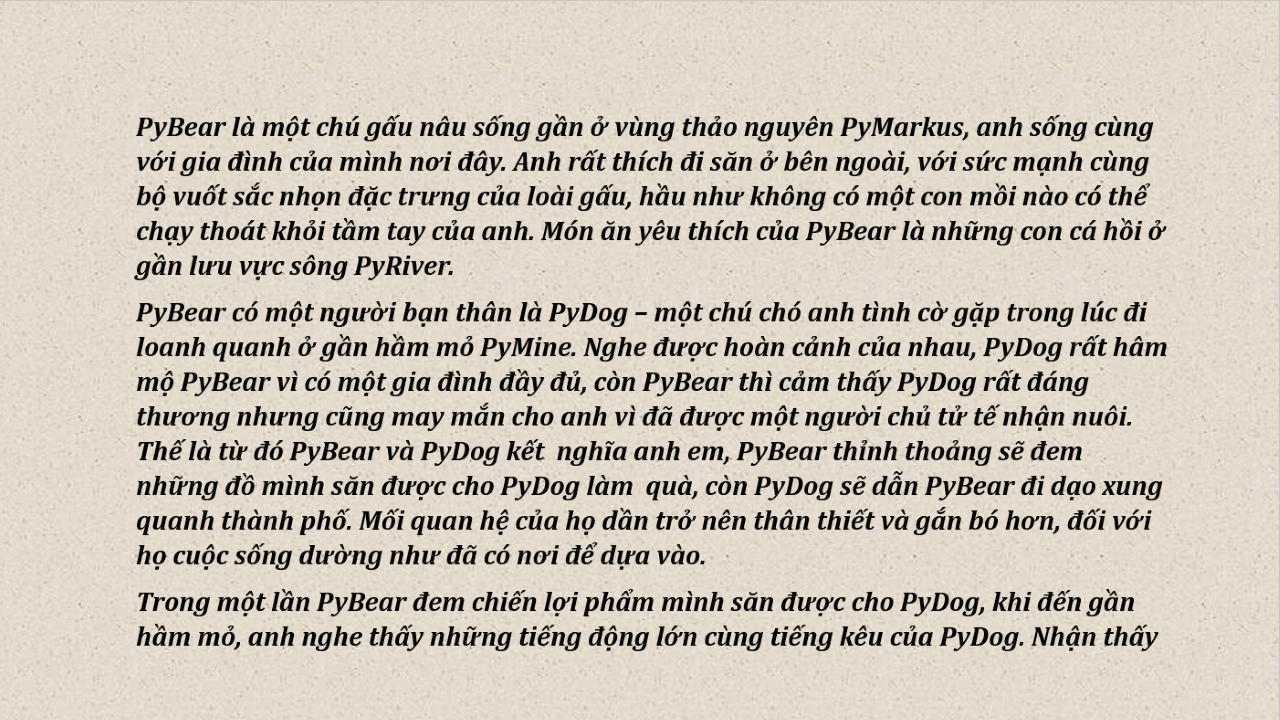 PyBear là một chú gấu nâu sống gần ở vùng thảo nguyên PyMarkus, anh sống cùng
với gia đình của mình nơi đây. Anh rất thích đi săn ở bên ngoài, với sức mạnh cùng
bộ vuốt sắc nhọn đặc trưng của loài gấu, hầu như không có một con mồi nào có thể
chạy thoát khỏi tầm tay của anh. Món ăn yêu thích của PyBear là những con cá hồi ở
gần lưu vực sông PyRiver.
PyBear có một người bạn thân là PyDog – một chú chó anh tình cờ gặp trong lúc đi
loanh quanh ở gần hầm mỏ PyMine. Nghe được hoàn cảnh của nhau, PyDog rất hâm
mộ PyBear vì có một gia đình đầy đủ, còn PyBear thì cảm thấy PyDog rất đáng
thương nhưng cũng may mắn cho anh vì đã được một người chủ tử tế nhận nuôi.
Thế là từ đó PyBear và PyDog kết  nghĩa anh em, PyBear thỉnh thoảng sẽ đem
những đồ mình săn được cho PyDog làm  quà, còn PyDog sẽ dẫn PyBear đi dạo xung
quanh thành phố. Mối quan hệ của họ dần trở nên thân thiết và gắn bó hơn, đối với
họ cuộc sống dường như đã có nơi để dựa vào.
Trong một lần PyBear đem chiến lợi phẩm mình săn được cho PyDog, khi đến gần
hầm mỏ, anh nghe thấy những tiếng động lớn cùng tiếng kêu của PyDog. Nhận thấy